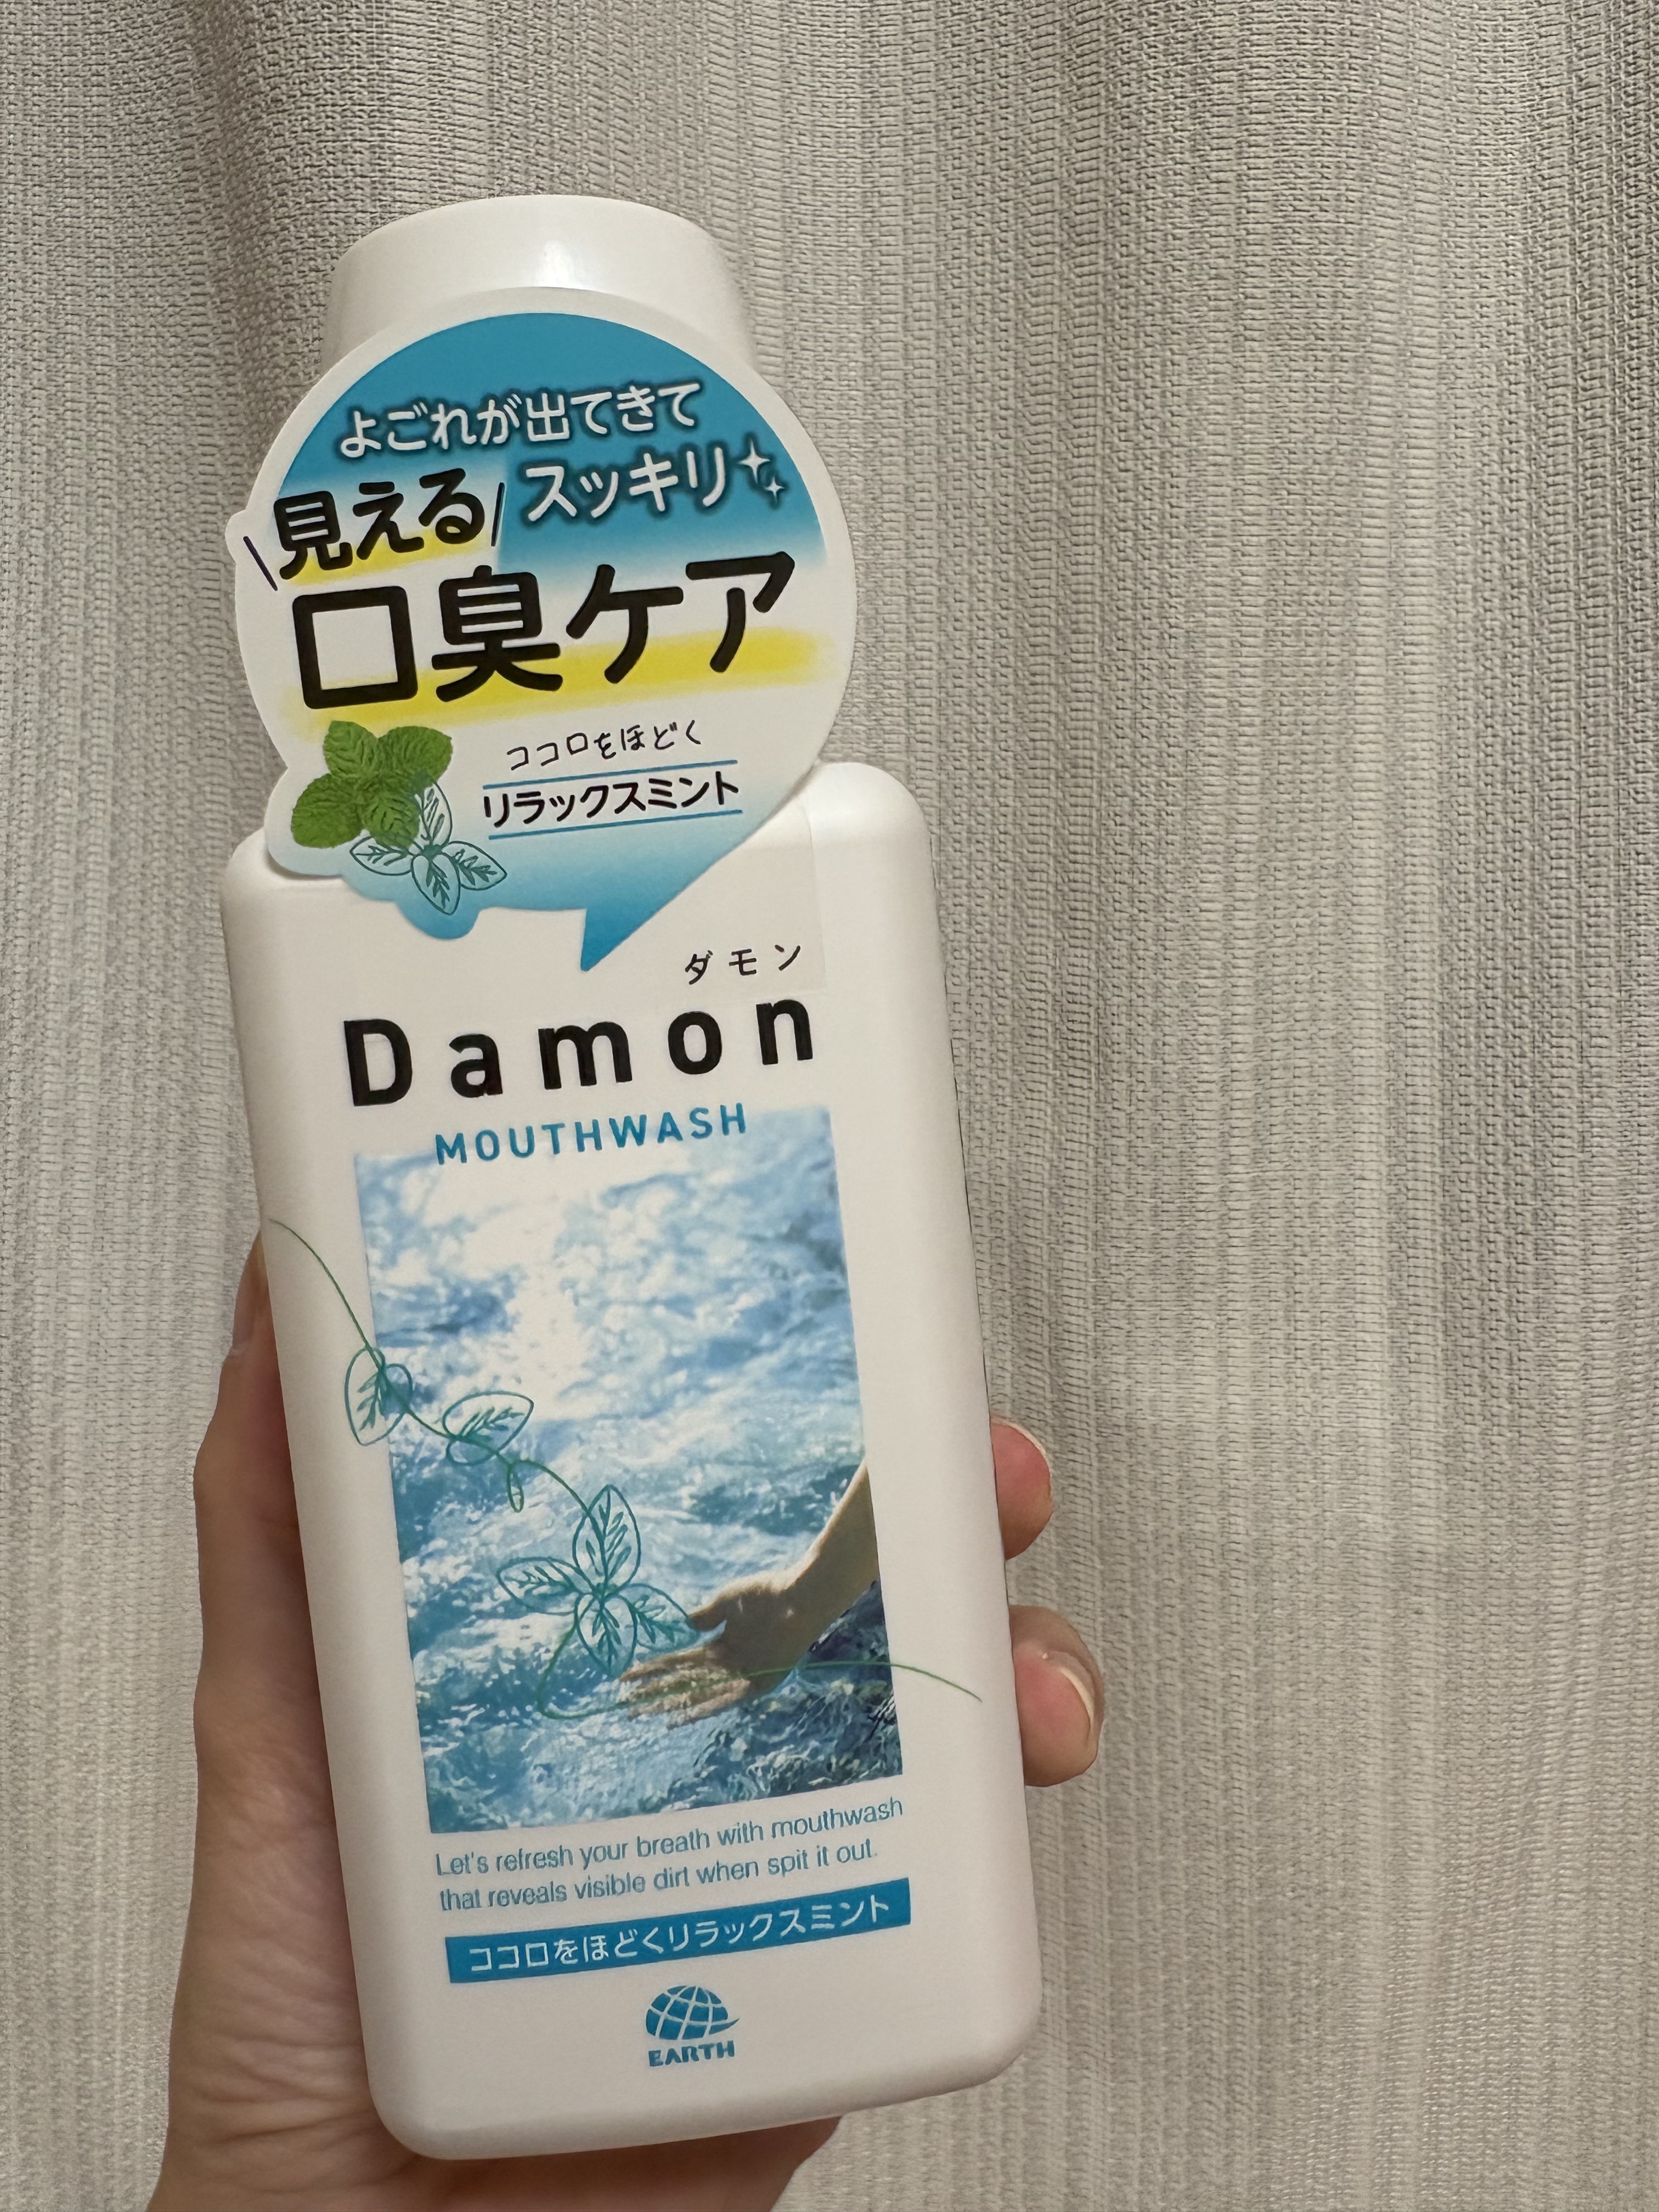 よごれが出てきて
スッキリ
見える
口臭ケア
ココロをほどく
リラックスミント
ダモン
Damon
MOUTHWASH
Let's refresh your breath with mouthwash
that reveals visible dirt when spit it out.
ココロをほどくリラックスミント
EARTH